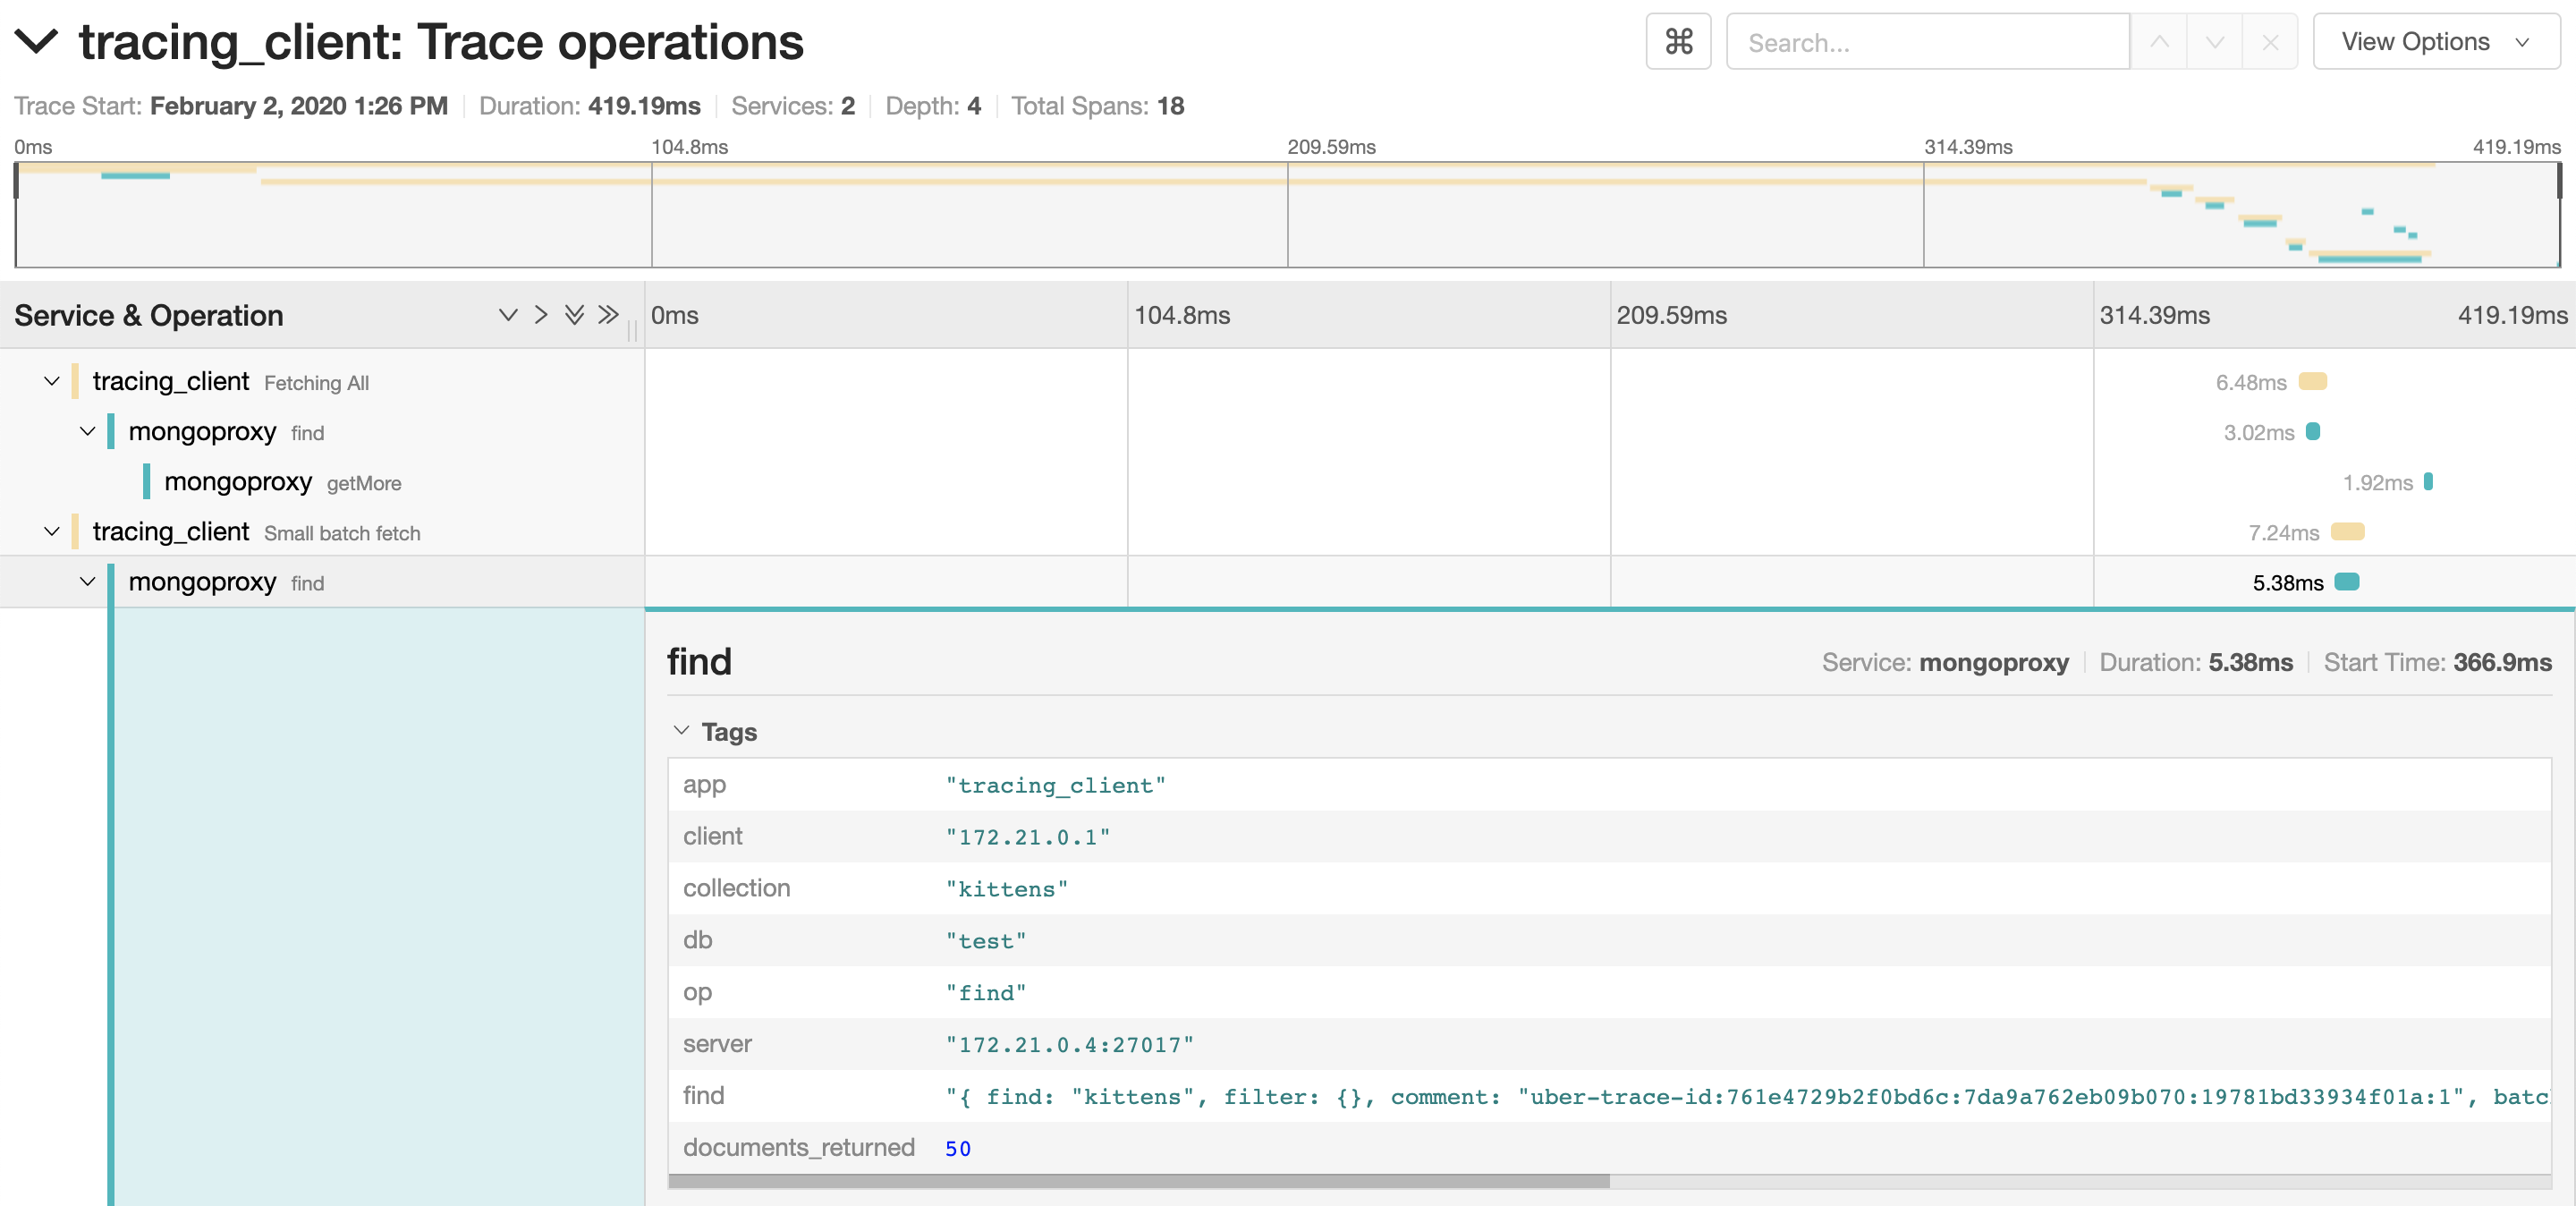 tracing_client: Trace operations
⌘
Search...
View Options
Trace Start: February 2, 2020 1:26 PM Duration: 419.19ms Services: 2 Depth: 4 Total Spans: 18
0ms 104.8ms 209.59ms 314.39ms 419.19ms
Service & Operation 0ms 104.8ms 209.59ms 314.39ms 419.19ms
tracing_client Fetching All 6.48ms
mongoproxy find 3.02ms
mongoproxy getMore 1.92ms
tracing_client Small batch fetch 7.24ms
mongoproxy find 5.38ms
find Service: mongoproxy Duration: 5.38ms Start Time: 366.9ms
Tags
app "tracing_client"
client "172.21.0.1"
collection "kittens"
db "test"
op "find"
server "172.21.0.4:27017"
find "{ find: "kittens", filter: {}, comment: "uber-trace-id:761e4729b2f0bd6c:7da9a762eb09b070:19781bd33934f01a:1", batc
documents_returned 50